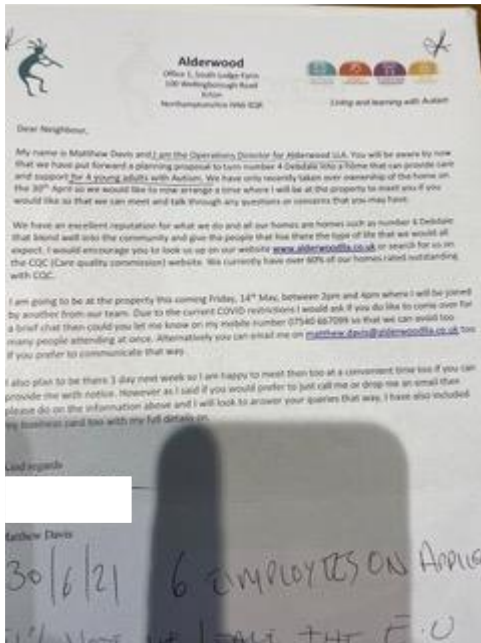 Alderwood
Office 1, South Lodge Farm
100 Wellingborough Road
Northamptonshire NN6
Living and learning with Autism
Dear Neighbour,
My name is Matthew Davis and I am the Operations Director for Alderwood LLA. You will be aware by now
that we have put forward a planning proposal to turn number 4 Debdale into a home that can provide care
and support for 4 young adults with Autism. We have only recently taken over ownership of the home on
the 30th April so we would like to now arrange a time where I will be at the property to meet you if you
would like so that we can meet and talk through any questions or concerns that you may have.
We have an excellent reputation for what we do and all our homes are homes such as number 4 Debdale
that blend well into the community and give the people that live there the type of life that we would all
expect. I would encourage you to look us up on our website www.alderwoodlla.co.uk or search for us on
the CQC (Care quality commission) website. We currently have over 60% of our homes rated outstanding
with CQC.
I am going to be at the property this coming Friday, 14th May, between 2pm and 4pm where I will be joined
by another from our team. Due to the current COVID restrictions I would ask if you do like to come over for
a brief chat then could you let me know on my mobile number 07540 667099 so that we can avoid too
many people attending at once. Alternatively you can email me on matthew.davis@alderwoodlla.co.uk too
if you prefer to communicate that way.
I also plan to be there 3 day next week so I am happy to meet then too at a convenient time too if you can
provide me with notice. However as I said if you would prefer to just call me or drop me an email then
please do on the information above and I will look to answer your queries that way. I have also included
my business card too with my full details on.
Kind regards
Matthew Davis
30/6/21 6 EMPLOYEES ON
THE E.U